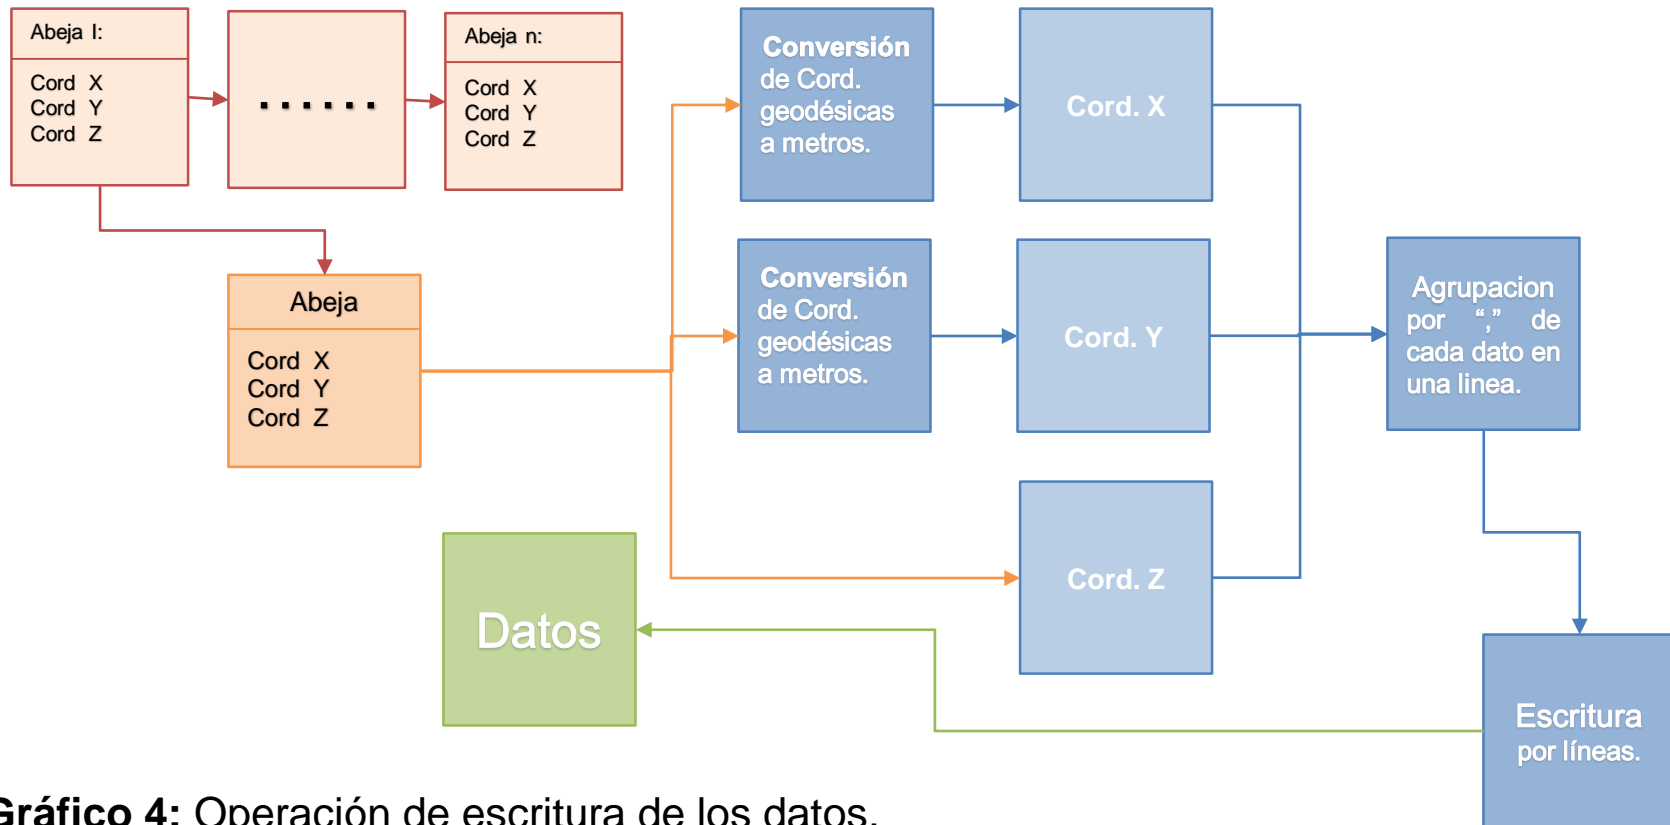 Abeja I:
Cord X
Cord Y
Cord Z
......
Abeja n:
Cord X
Cord Y
Cord Z
Conversión
de Cord.
geodésicas
a metros.
Cord. X
Abeja
Cord X
Cord Y
Cord Z
Conversión
de Cord.
geodésicas
a metros.
Cord. Y
Agrupacion
por “,” de
cada dato en
una linea.
Cord. Z
Datos
Escritura
por líneas.
Gráfico 4: Operación de escritura de los datos.